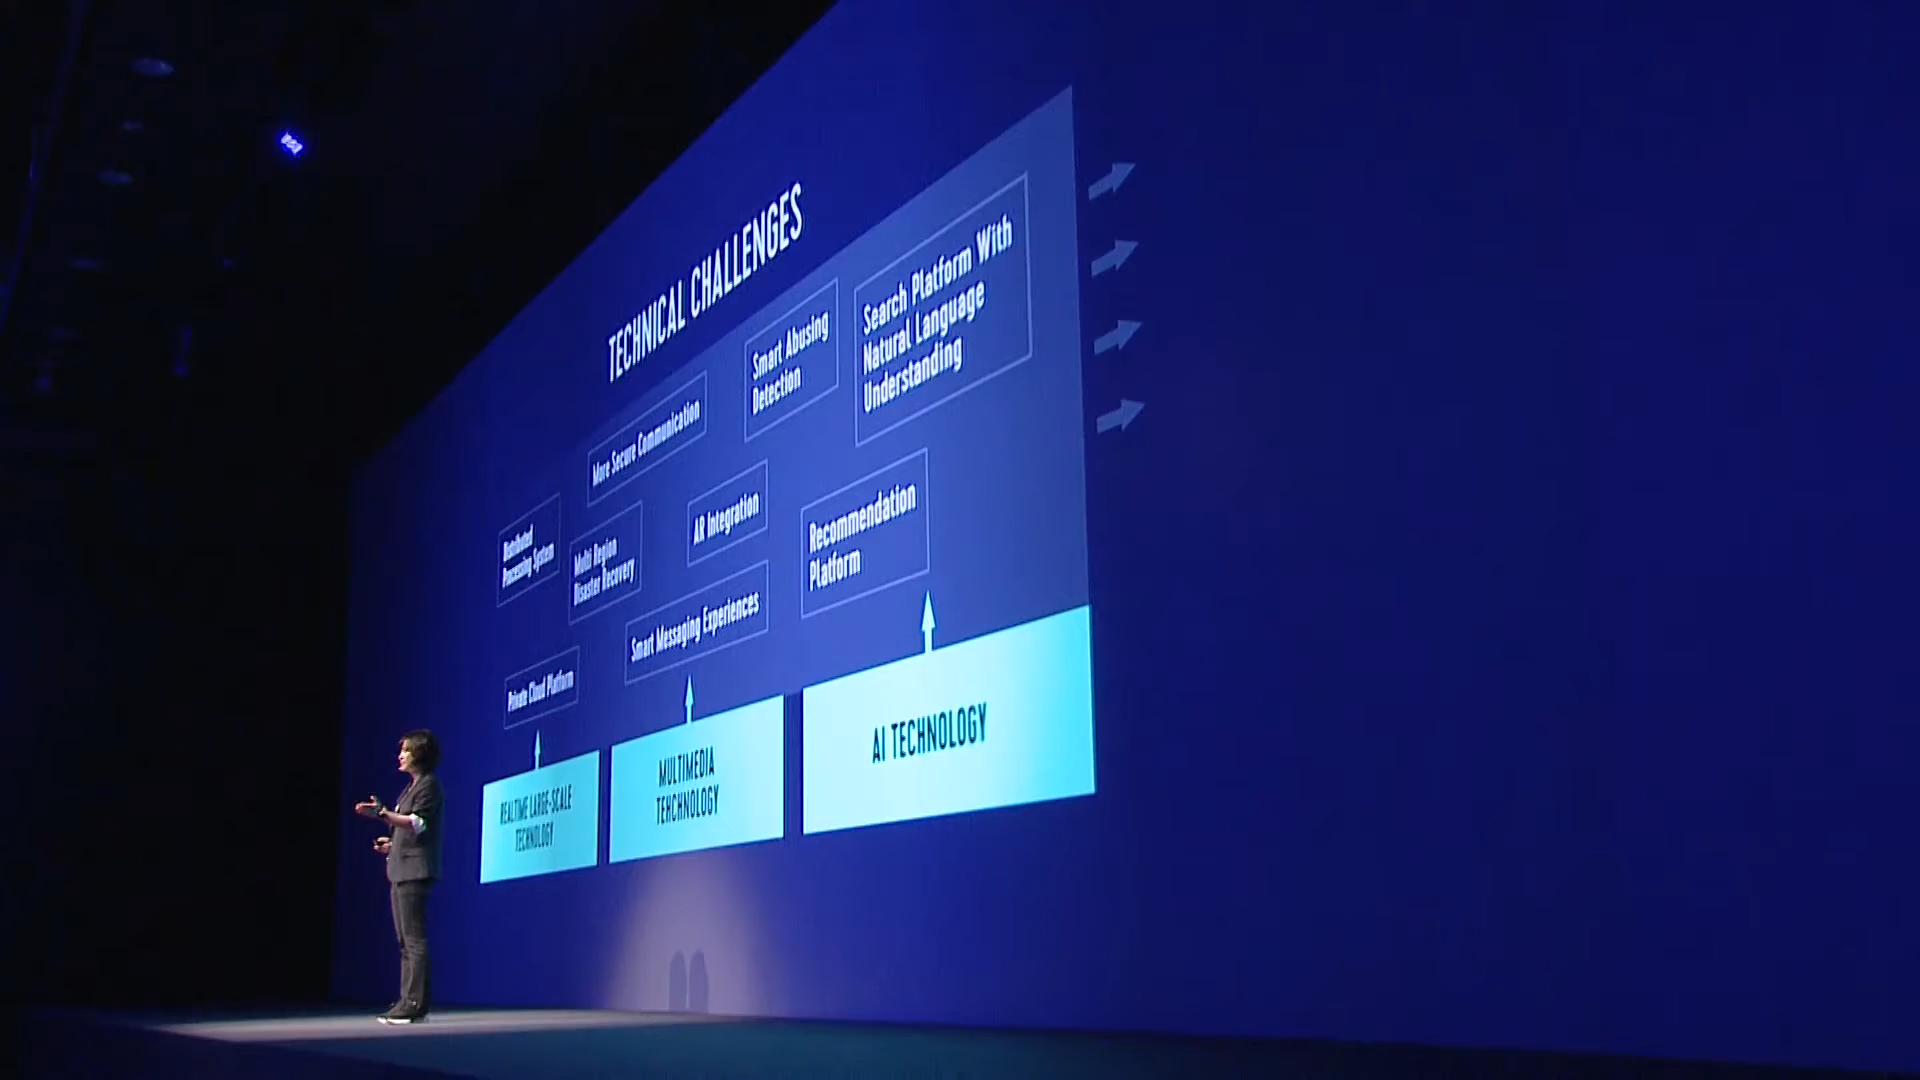 TECHNICAL CHALLENGES
Search Platform With
Natural Language
Understanding
Smart Abusing
Detection
More Secure Communication
AR Integration
Recommendation
Platform
Distributed
Processing System
Multi Region
Disaster Recovery
Smart Messaging Experiences
Private Cloud Platform
REALTIME LARGE-SCALE
TECHNOLOGY
MULTIMEDIA
TEHCHNOLOGY
AI TECHNOLOGY